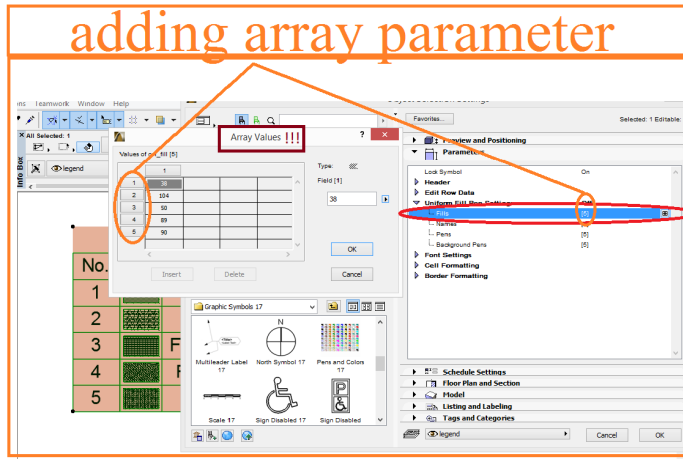 adding array parameter
Teamwork Window Help
All Selected: 1
legend
Info Box
Array Values !!!
?
Type:
Field [1]
38
1
1 38
2 104
3 50
4 89
5 90
OK
Insert Delete Cancel
No.
1
2
3 F
4
5
Graphic Symbols 17
Multileader Label 17
North Symbol 17
Pens and Colors 17
Scale 17
Sign Disabled 17
Sign Disabled
Favorites...
Selected: 1 Editable:
Preview and Positioning
Parameters
Lock Symbol On
Header
Edit Row Data
Uniform Fill Pen Settings Off
Fills [5]
Names
Pens [5]
Background Pens [5]
Font Settings
Cell Formatting
Border Formatting
Schedule Settings
Floor Plan and Section
Model
Listing and Labeling
Tags and Categories
legend
Cancel OK